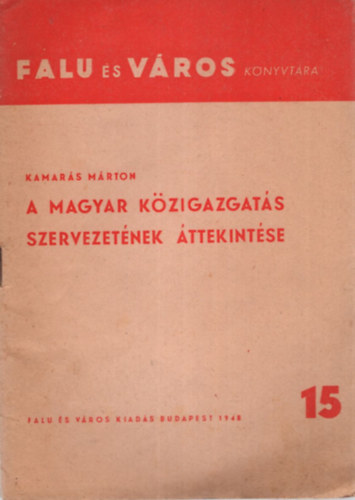 FALU ÉS VÁROS KÖNYVTÁRA
KAMARÁS MÁRTON
A MAGYAR KÖZIGAZGATÁS
SZERVEZETÉNEK ÁTTEKINTÉSE
15
FALU ÉS VÁROS KIADÁS BUDAPEST 1948